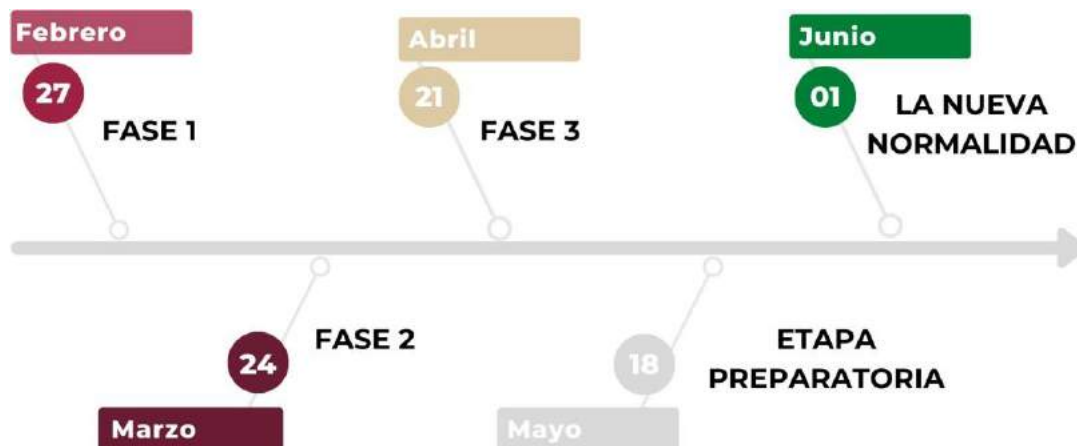 Febrero
27
FASE 1
Abril
21
FASE 3
Junio
01
LA NUEVA
NORMALIDAD
FASE 2
24
Marzo
ETAPA
PREPARATORIA
18
Mayo